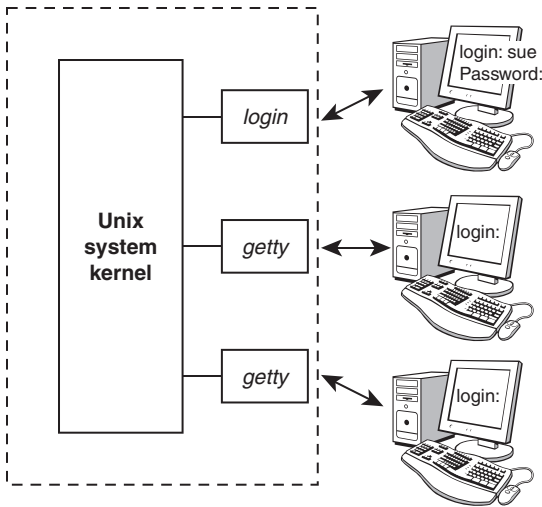 login: sue
Password:
login
Unix
system
kernel
getty
login:
getty
login: